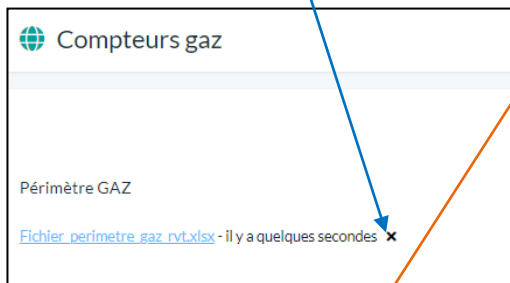 Compteurs gaz
Périmètre GAZ
Fichier_perimetre_gaz_rvt.xlsx - il y a quelques secondes ×